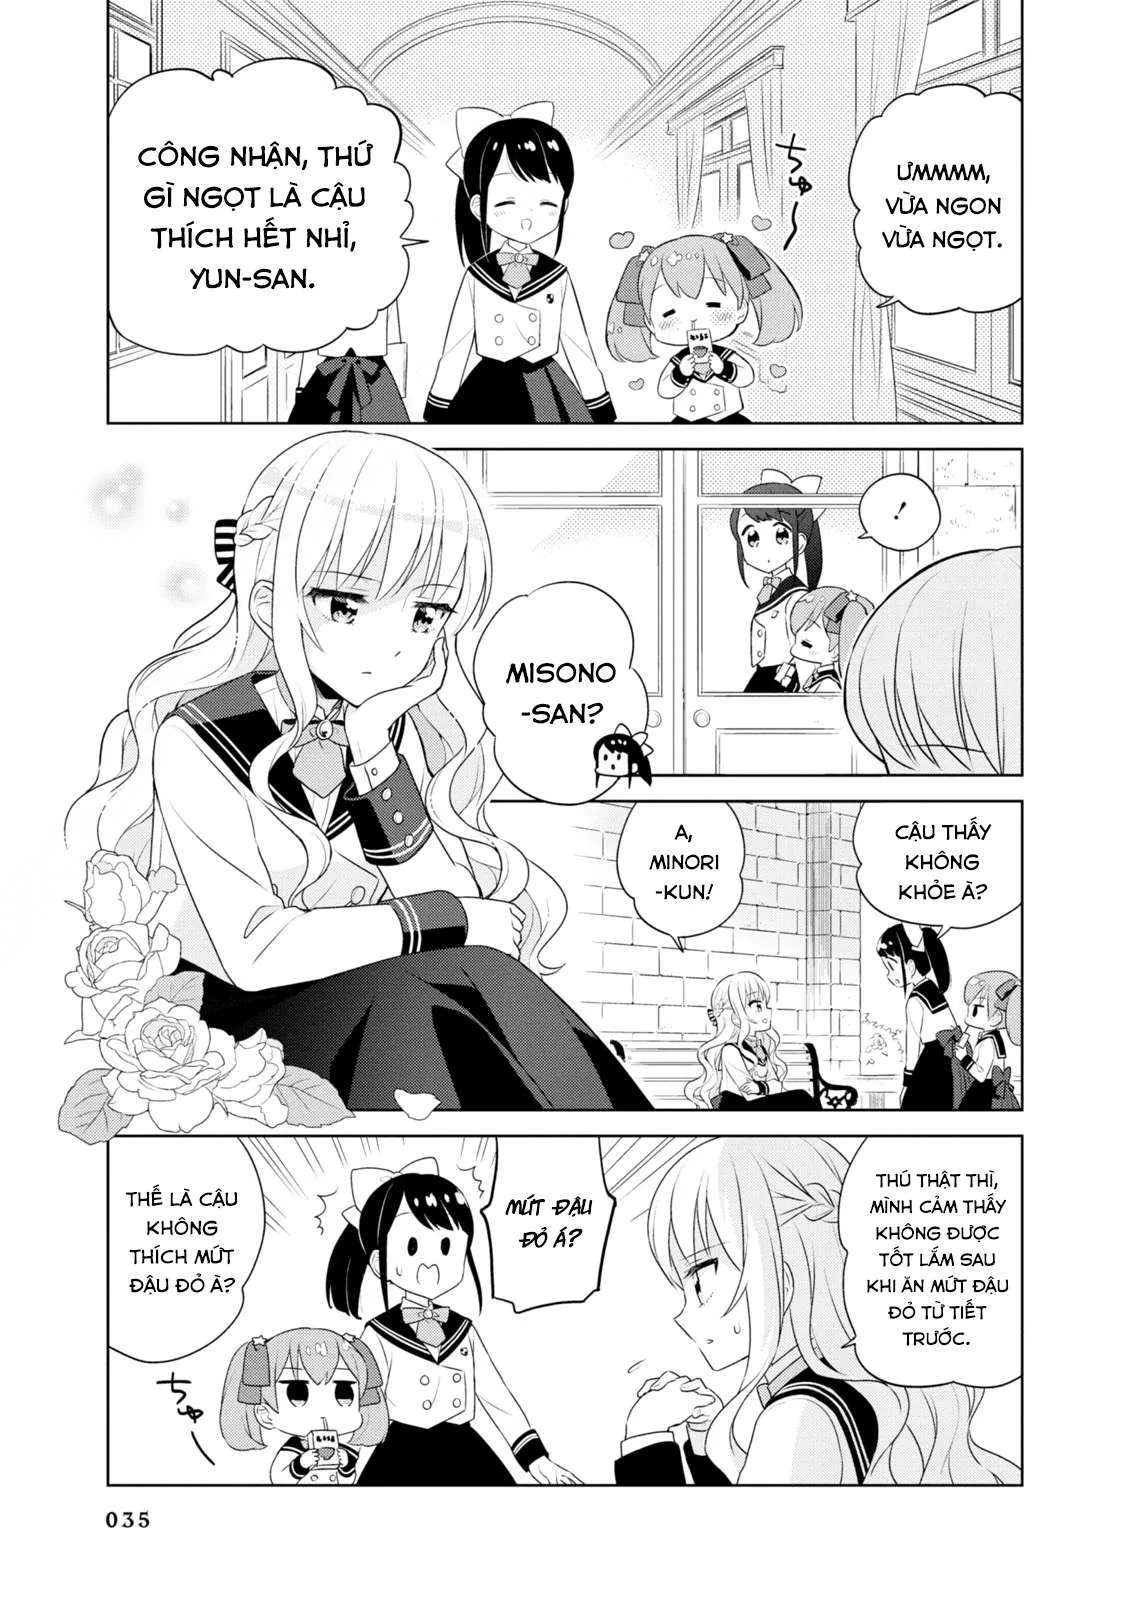 ƯMMMM,
VỪA NGON
VỪA NGỌT.
ちゅー
CÔNG NHẬN, THỨ
GÌ NGỌT LÀ CẬU
THÍCH HẾT NHỈ,
YUN-SAN.
!
MISONO
-SAN?
CẬU THẤY
KHÔNG
KHỎE À?
A,
MINORI
-KUN!
THÚ THẬT THÌ,
MÌNH CẢM THẤY
KHÔNG ĐƯỢC
TỐT LẮM SAU
KHI ĂN MỨT ĐẬU
ĐỎ TỪ TIẾT
TRƯỚC.
MỨT ĐẬU
ĐỎ Á?
THẾ LÀ CẬU
KHÔNG
THÍCH MỨT
ĐẬU ĐỎ À?
ちゅー
035